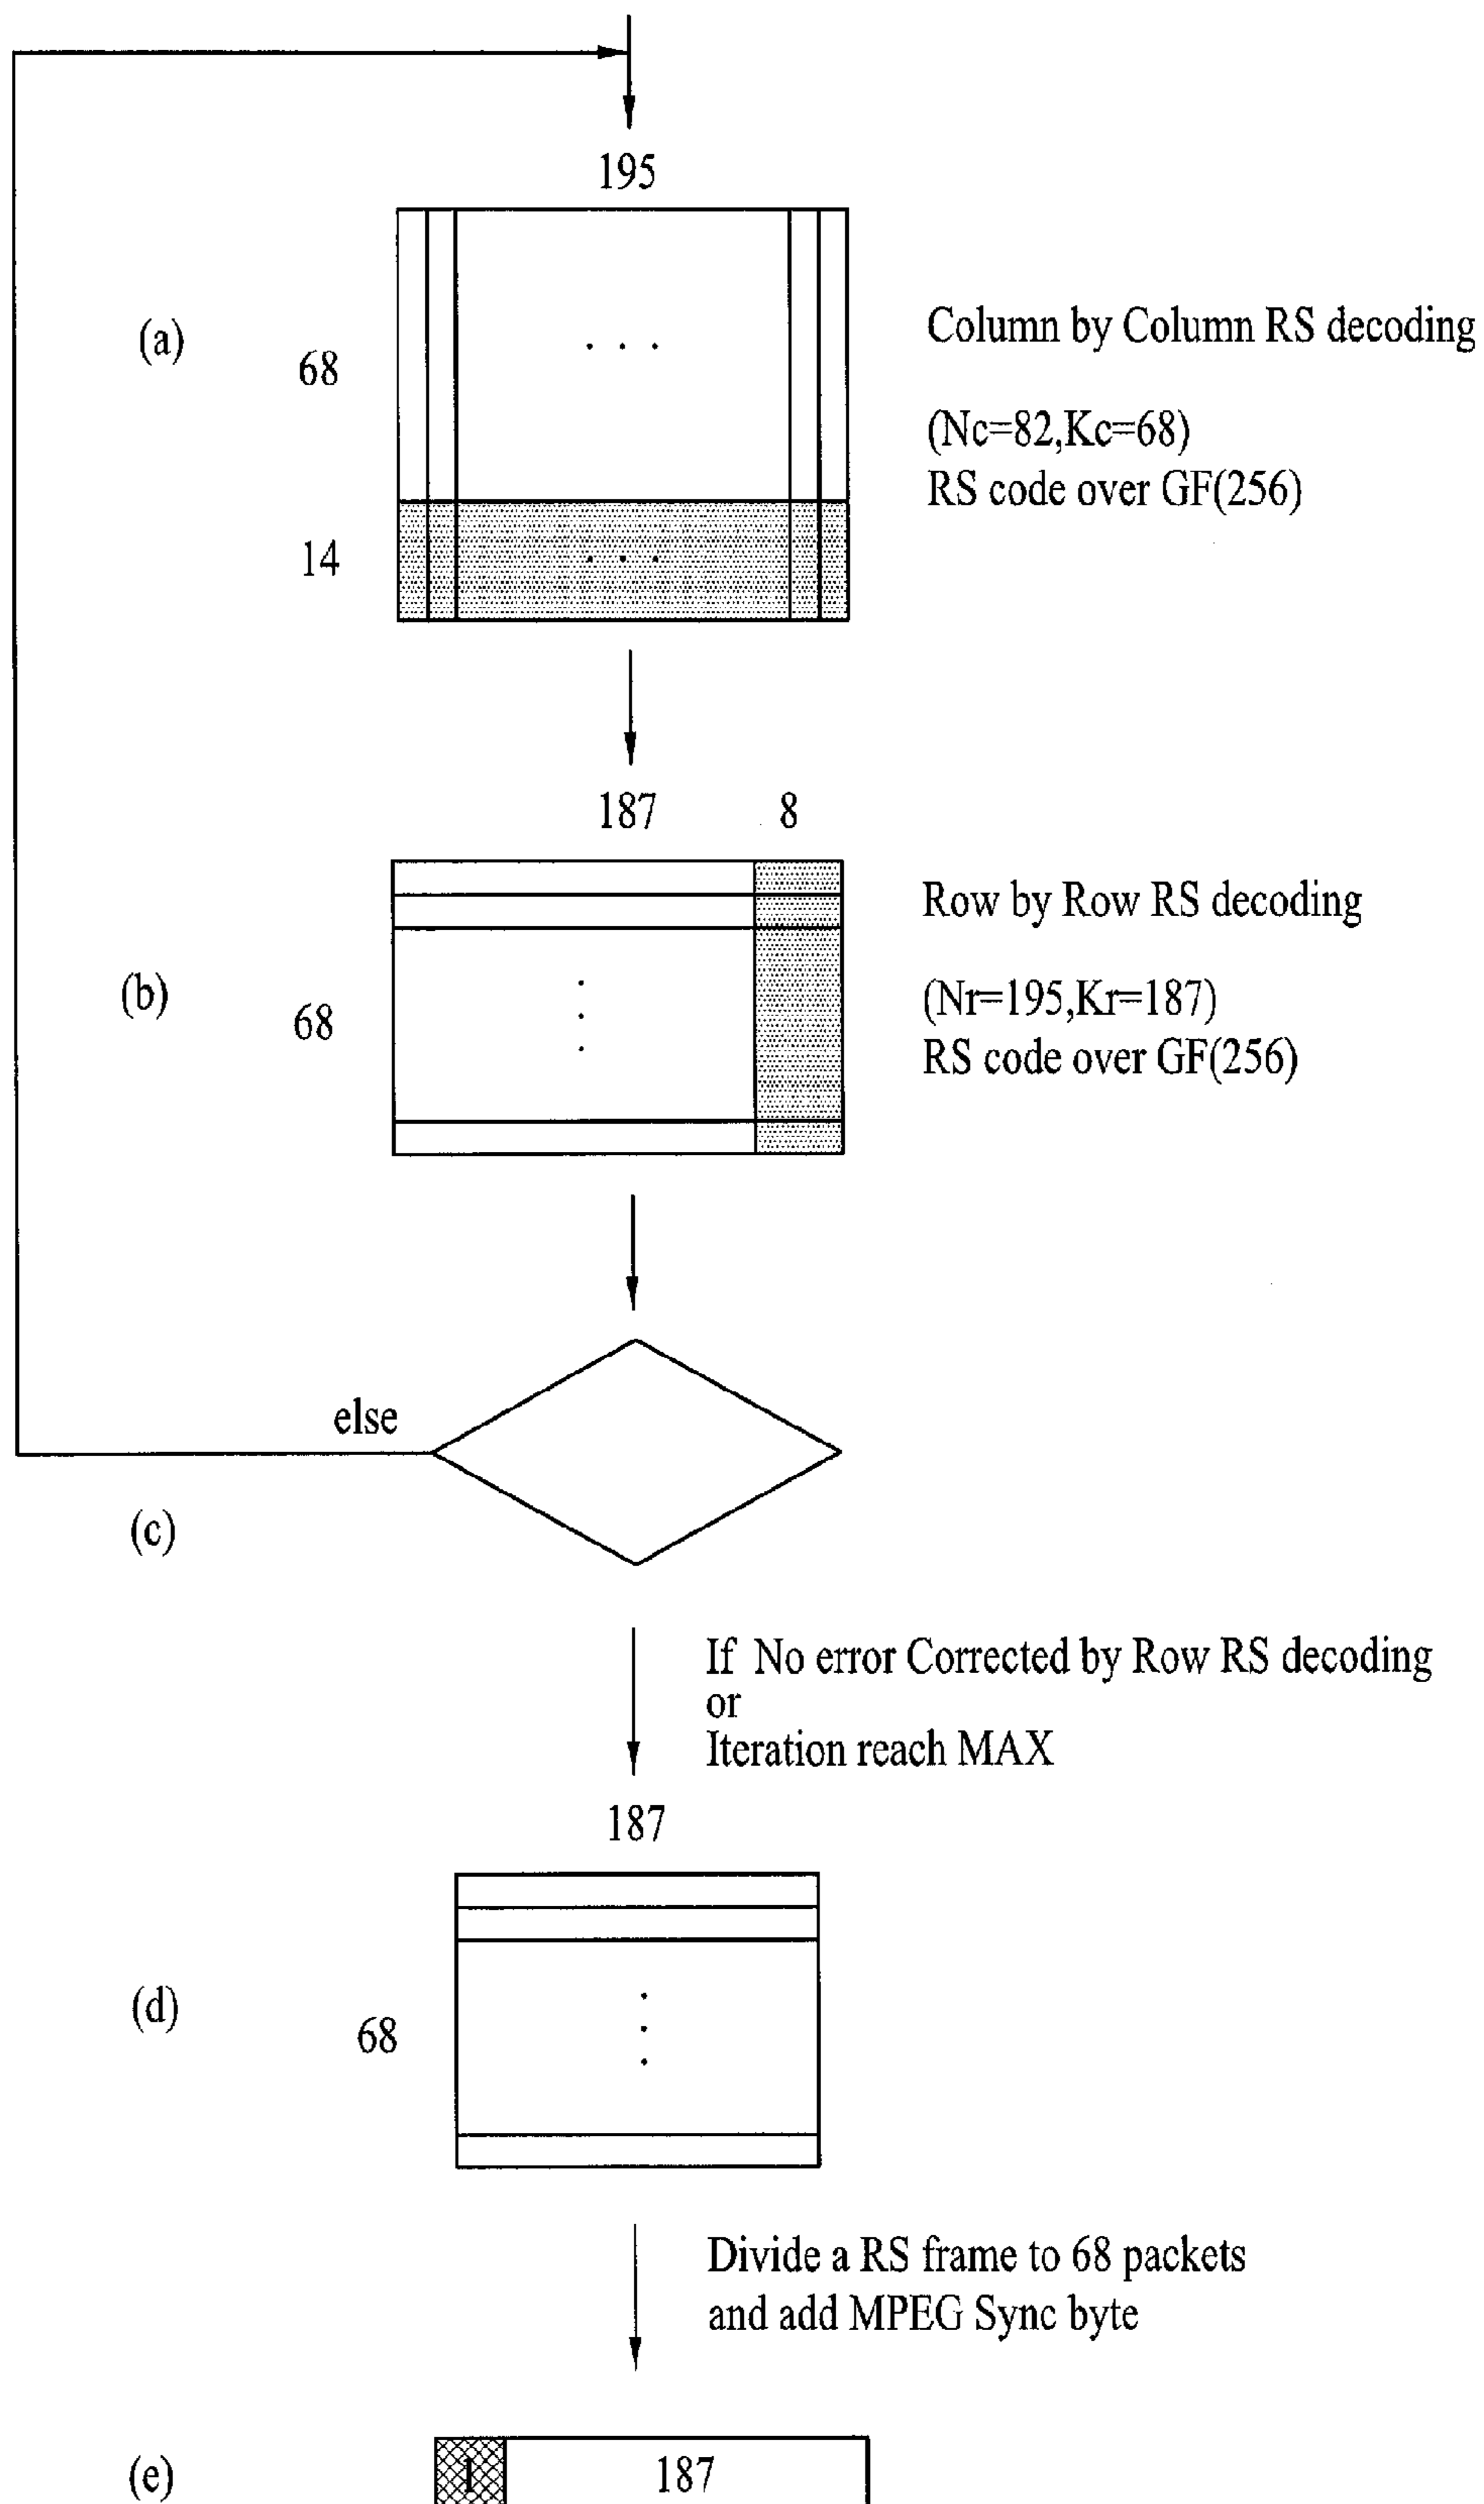 195
(a)
68
14
Column by Column RS decoding
(Nc=82,Kc=68)
RS code over GF(256)
187 8
(b)
68
Row by Row RS decoding
(Nr=195,Kr=187)
RS code over GF(256)
else
(c)
If No error Corrected by Row RS decoding
or
Iteration reach MAX
187
(d)
68
Divide a RS frame to 68 packets
and add MPEG Sync byte
(e)
1 187